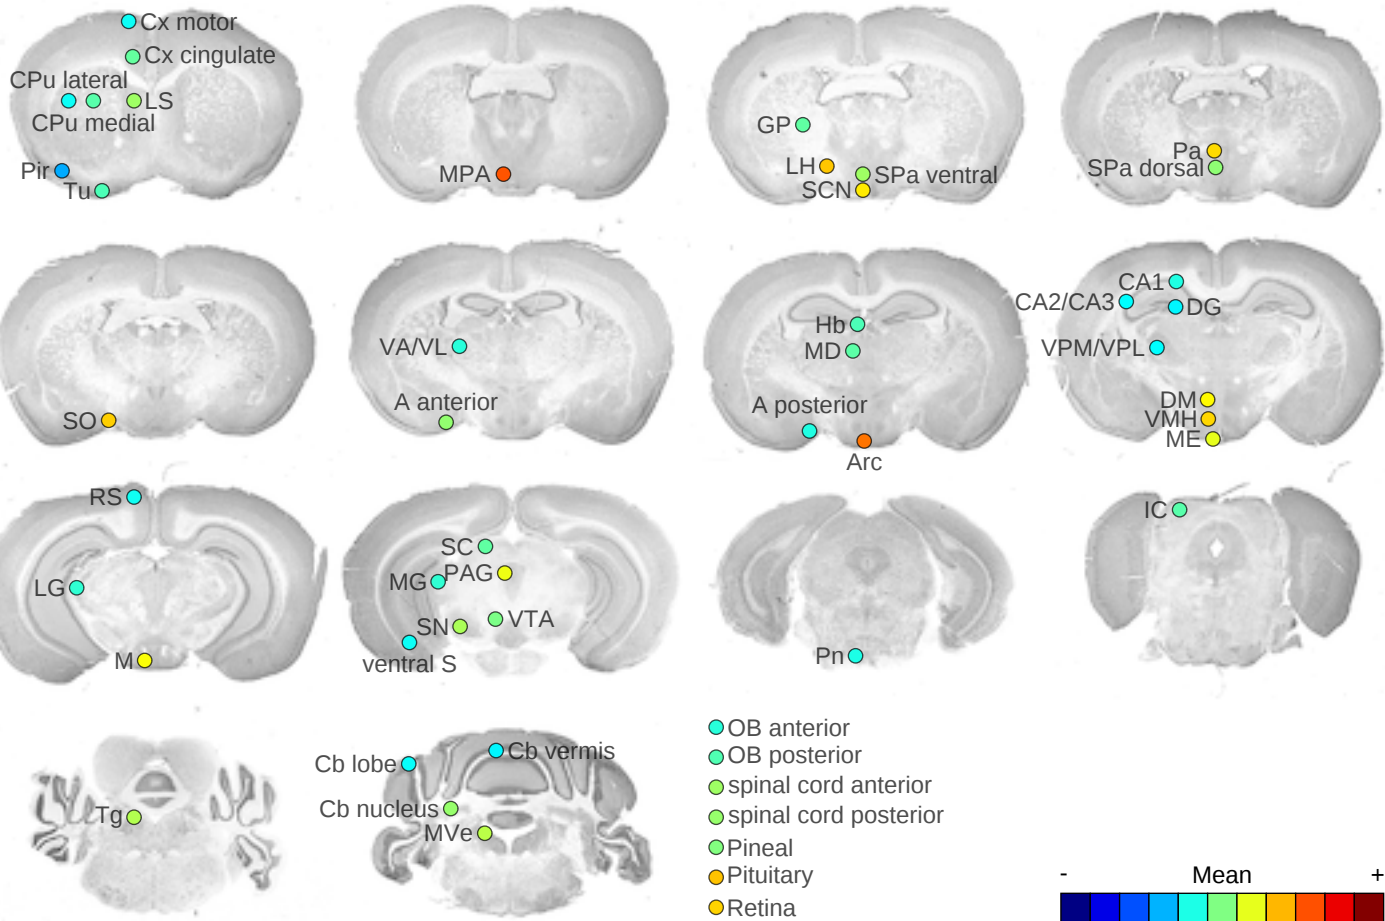 Cx motor
Cx cingulate
CPu lateral
LS
CPu medial
Pir
Tu
MPA
GP
LH
SPa ventral
SCN
Pa
SPa dorsal
SO
VA/VL
A anterior
Hb
MD
A posterior
Arc
CA1
CA2/CA3
DG
VPM/VPL
DM
VMH
ME
RS
LG
M
SC
MG
PAG
SN
VTA
ventral S
Pn
IC
Tg
Cb lobe
Cb vermis
Cb nucleus
MVe
OB anterior
OB posterior
spinal cord anterior
spinal cord posterior
Pineal
Pituitary
Retina
- Mean +